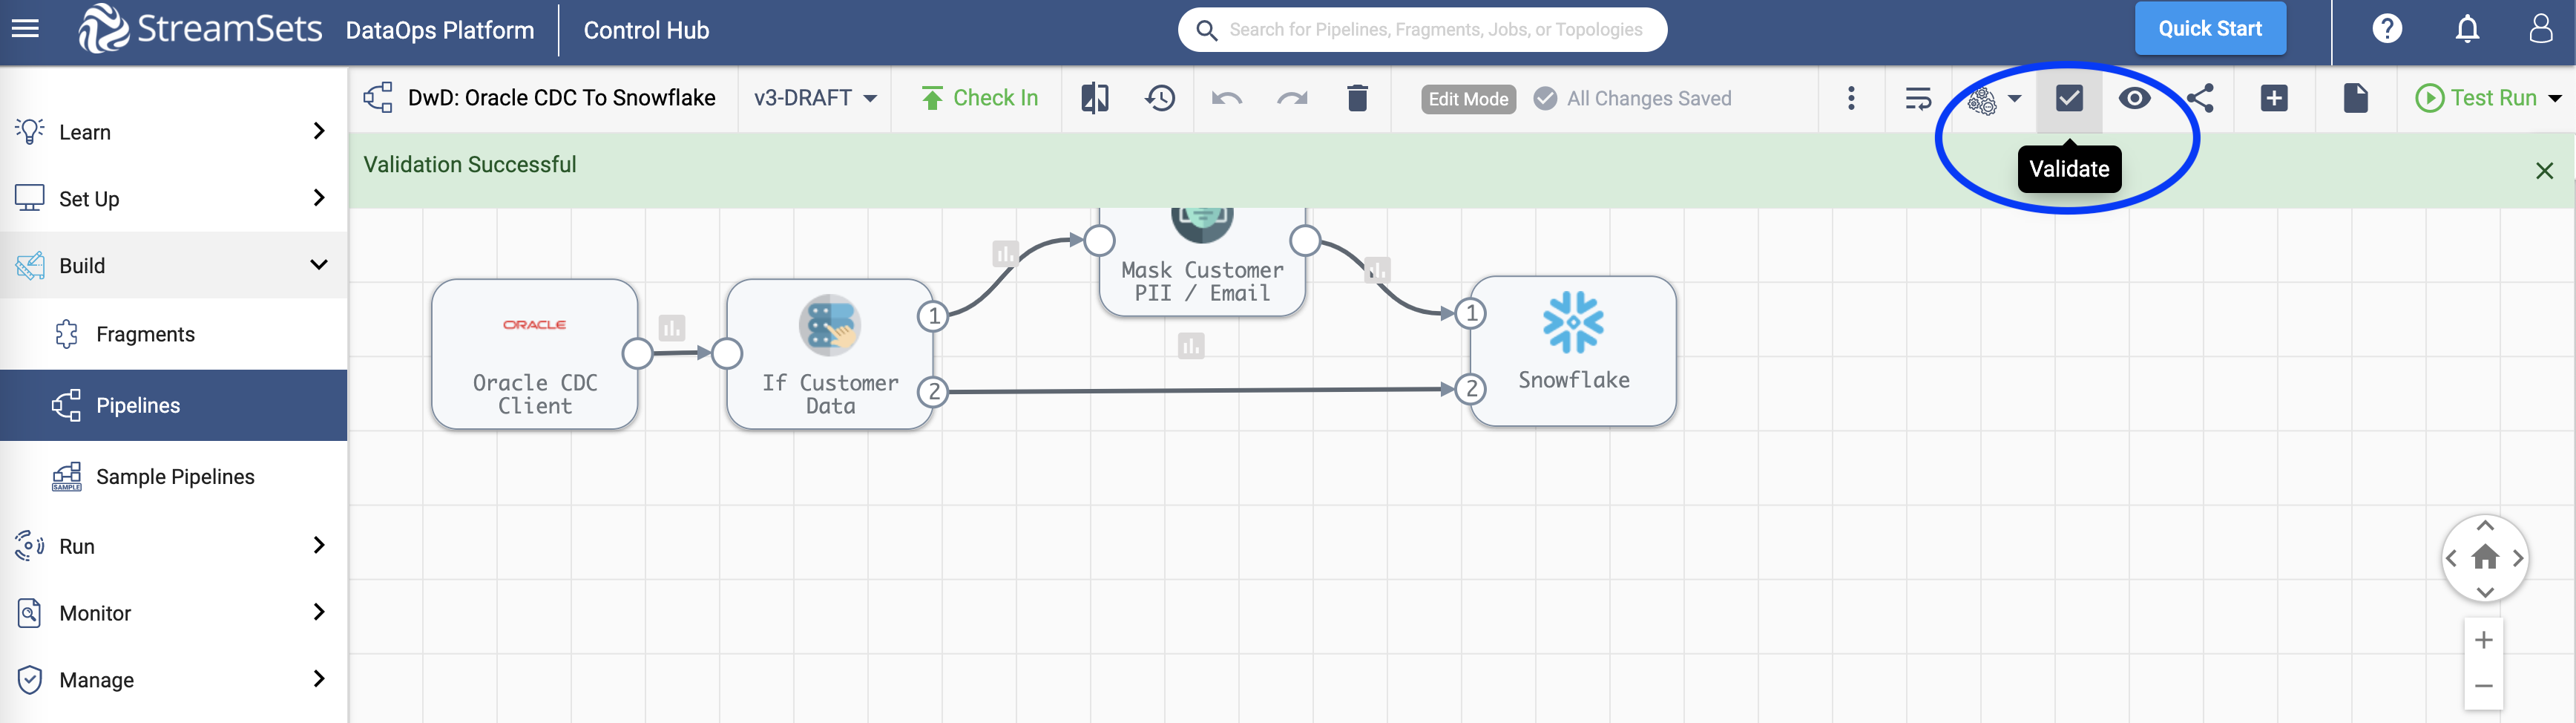 StreamSets DataOps Platform Control Hub
Search for Pipelines, Fragments, Jobs, or Topologies
Quick Start
DwD: Oracle CDC To Snowflake
v3-DRAFT
Check In
Edit Mode
All Changes Saved
Test Run
Validation Successful
Validate
Learn
Set Up
Build
Fragments
Pipelines
Sample Pipelines
SAMPLE
Run
Monitor
Manage
ORACLE
Oracle CDC
Client
If Customer
Data
1
2
Mask Customer
PII / Email
1
2
Snowflake